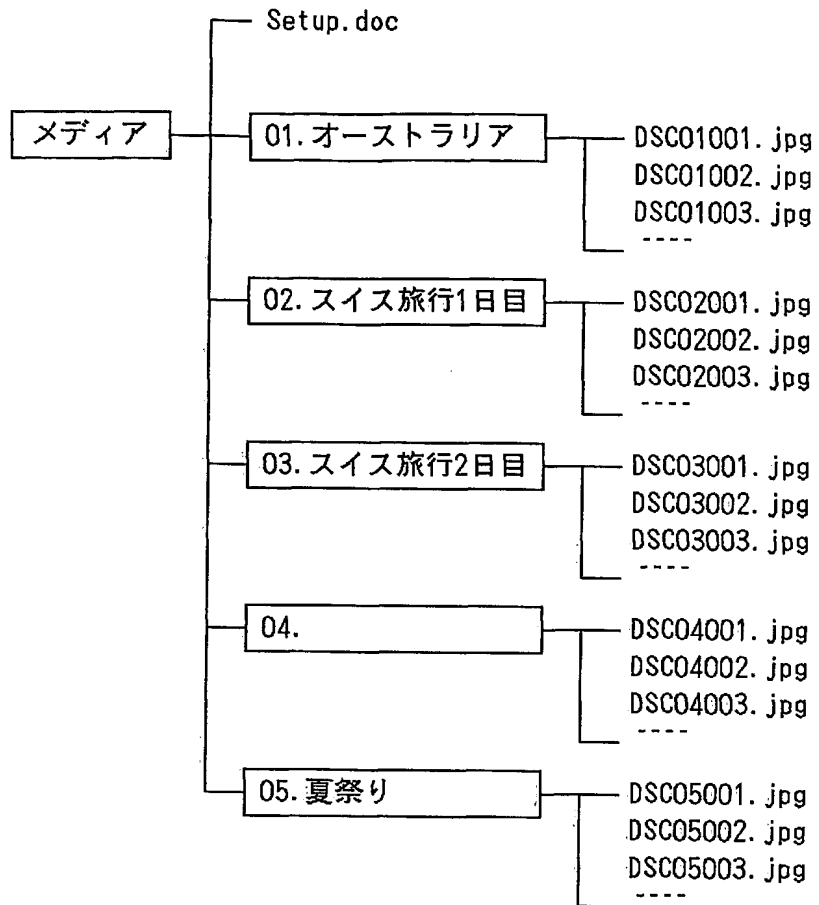 Setup.doc
メディア
01.オーストラリア
DSC01001.jpg
DSC01002.jpg
DSC01003.jpg
----
02.スイス旅行1日目
DSC02001.jpg
DSC02002.jpg
DSC02003.jpg
----
03.スイス旅行2日目
DSC03001.jpg
DSC03002.jpg
DSC03003.jpg
----
04.
DSC04001.jpg
DSC04002.jpg
DSC04003.jpg
----
05.夏祭り
DSC05001.jpg
DSC05002.jpg
DSC05003.jpg
----